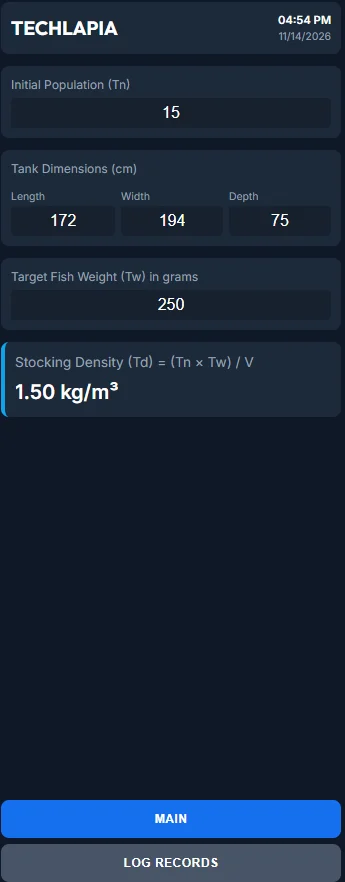 TECHLAPIA
04:54 PM
11/14/2026
Initial Population (Tn)
15
Tank Dimensions (cm)
Length Width Depth
172 194 75
Target Fish Weight (Tw) in grams
250
Stocking Density (Td) = (Tn × Tw) / V
1.50 kg/m³
MAIN
LOG RECORDS